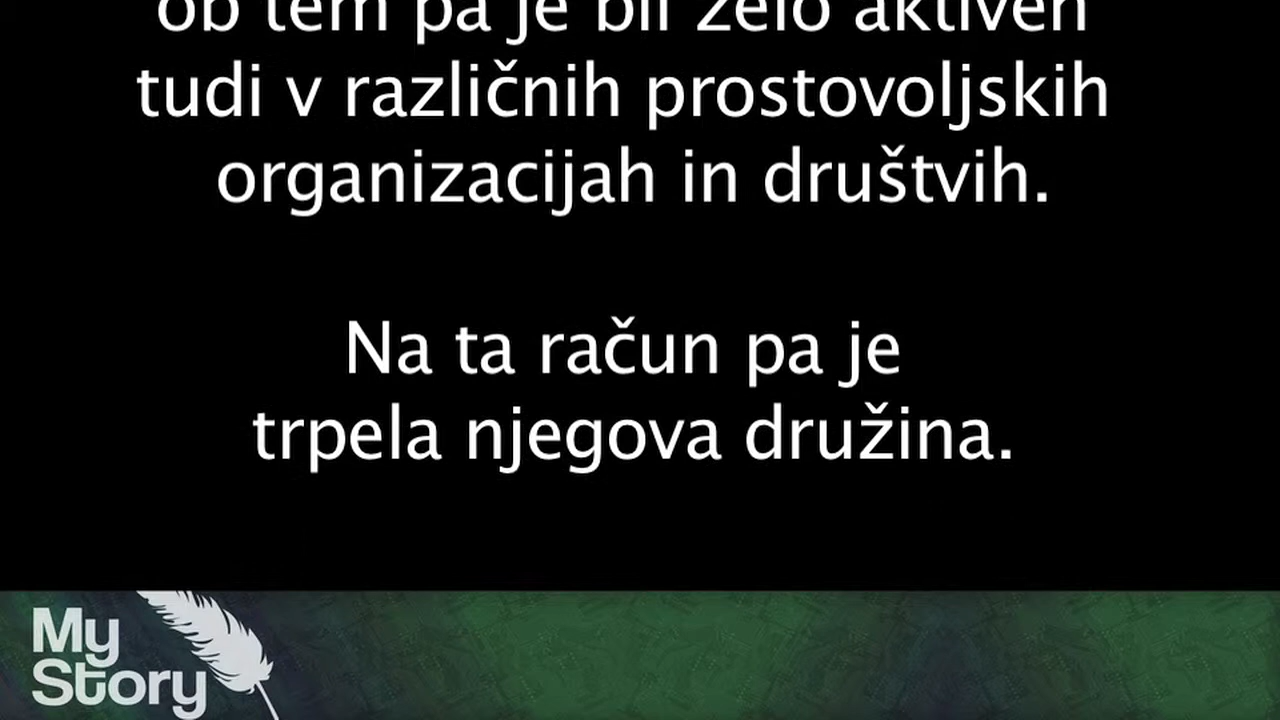 ob tem pa je bil zelo aktiven
tudi v različnih prostovoljskih
organizacijah in društvih.
Na ta račun pa je
trpela njegova družina.
My
Story